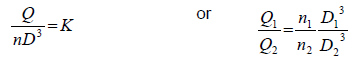 Q/nD³ = K or Q₁/Q₂ = n₁/n₂ D₁³/D₂³